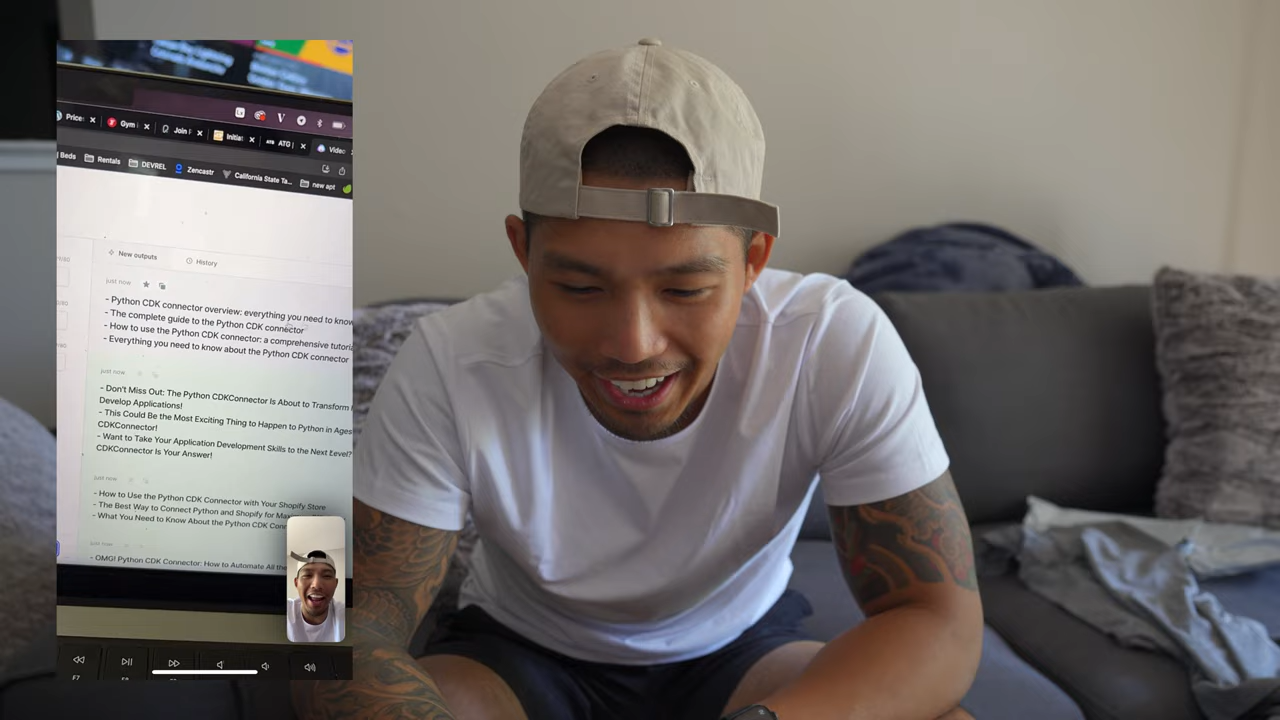 Price:
Gym
Join
Initia
ATG |
Video
Beds
Rentals
DEVREL
Zencastr
California State Ta...
new apt
New outputs
History
just now
- Python CDK connector overview: everything you need to know
- The complete guide to the Python CDK connector
- How to use the Python CDK connector: a comprehensive tutoria
- Everything you need to know about the Python CDK connector
just now
- Don't Miss Out: The Python CDKConnector Is About to Transform
Develop Applications!
- This Could Be the Most Exciting Thing to Happen to Python in Ages
CDKConnector!
- Want to Take Your Application Development Skills to the Next Level?
CDKConnector Is Your Answer!
just now
- How to Use the Python CDK Connector with Your Shopify Store
- The Best Way to Connect Python and Shopify for
- What You Need to Know About the Python CDK
just now
- OMG! Python CDK Connector: How to Automate All the
F7